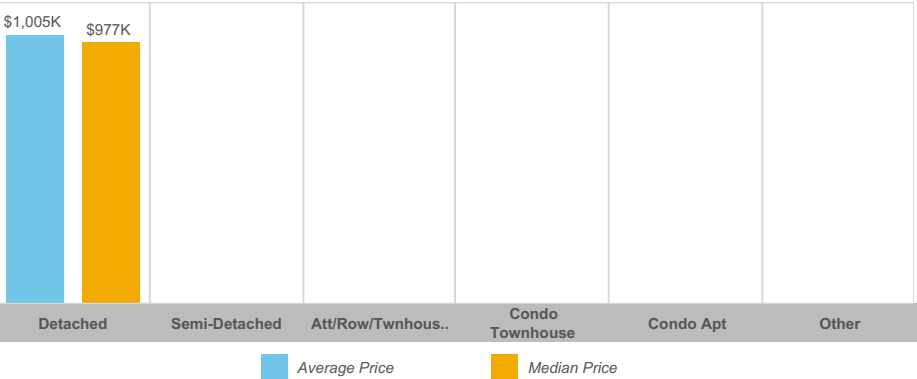 $1,005K
$977K
Detached
Semi-Detached
Att/Row/Twnhous..
Condo
Townhouse
Condo Apt
Other
Average Price
Median Price